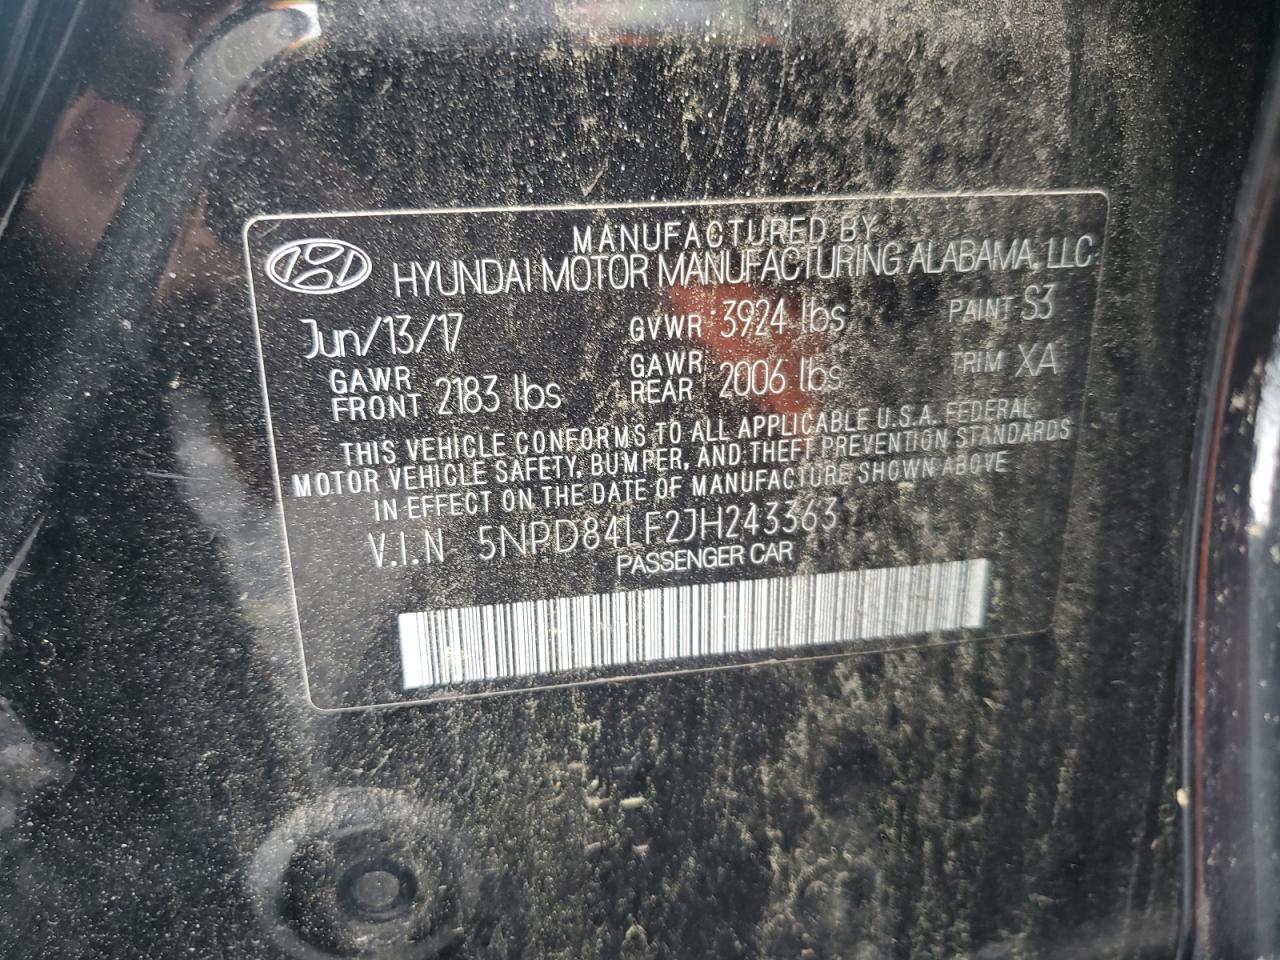 MANUFACTURED BY
HYUNDAI MOTOR MANUFACTURING ALABAMA, LLC
Jun/13/17 GVWR 3924 lbs PAINT S3
GAWR FRONT 2183 lbs GAWR REAR 2006 lbs TRIM XA
THIS VEHICLE CONFORMS TO ALL APPLICABLE U.S.A. FEDERAL
MOTOR VEHICLE SAFETY, BUMPER, AND THEFT PREVENTION STANDARDS
IN EFFECT ON THE DATE OF MANUFACTURE SHOWN ABOVE
V.I.N 5NPD84LF2JH243363
PASSENGER CAR